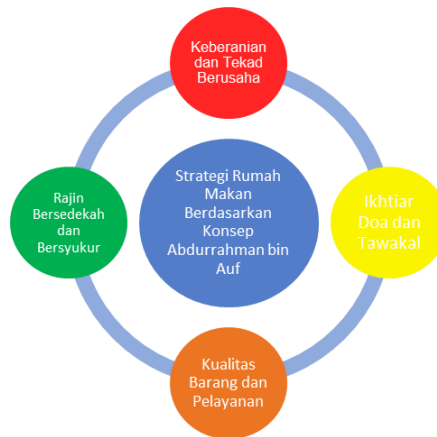 Keberanian
dan Tekad
Berusaha
Strategi Rumah
Makan
Berdasarkan
Konsep
Abdurrahman bin
Auf
Ikhtiar
Doa dan
Tawakal
Kualitas
Barang dan
Pelayanan
Rajin
Bersedekah
dan
Bersyukur